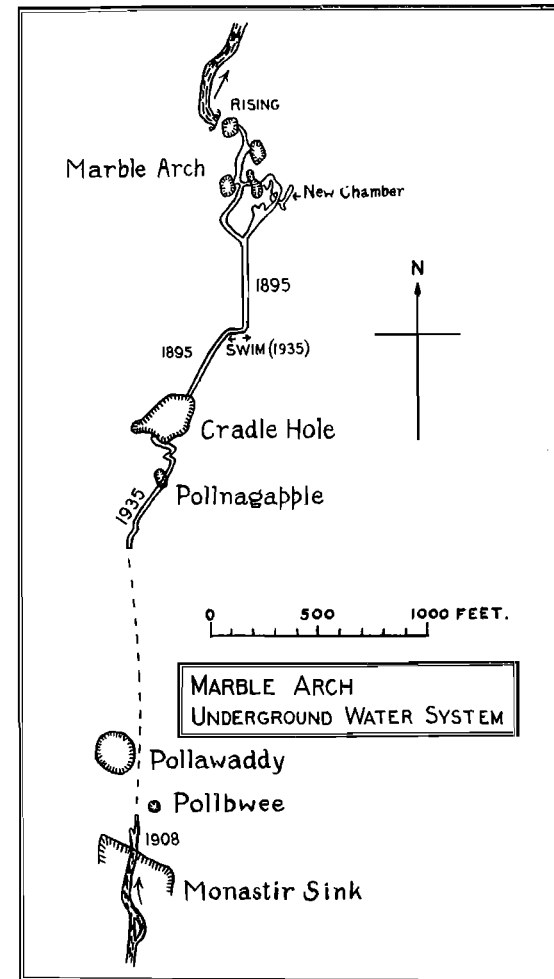 RISING
Marble Arch
New Chamber
1895
N
1895
SWIM (1935)
Cradle Hole
Pollnagapple
1935
0 500 1000 FEET.
MARBLE ARCH
UNDERGROUND WATER SYSTEM
Pollawaddy
Pollbwee
1908
Monastir Sink